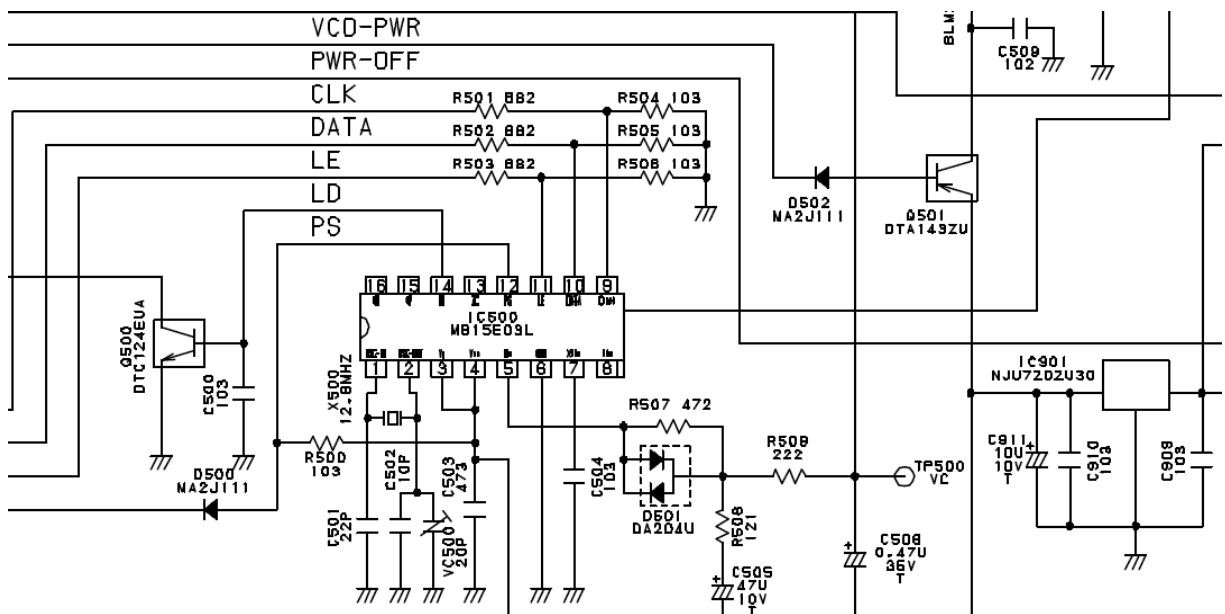 VCO-PWR
PWR-OFF
CLK
DATA
LE
LD
PS
BLM
C509
102
R501 882
R502 882
R503 882
R504 103
R505 103
R506 103
D502
MA2J111
Q501
DTA143ZU
16 15 14 13 12 11 10 9
IC500
MB15E03L
1 2 3 4 5 6 7 8
Q500
DTC124EUA
C500
103
X500
12.8MHZ
R500
103
D500
MA2J111
C501
22P
C502
10P
VC500
20P
C503
473
C504
103
R507 472
D501
DA204U
R508
121
C505
47U
10V
T
R509
222
TP500
VC
C506
0.47U
35V
T
IC901
NJU7202U30
C911
10U
10V
T
C910
103
C909
103